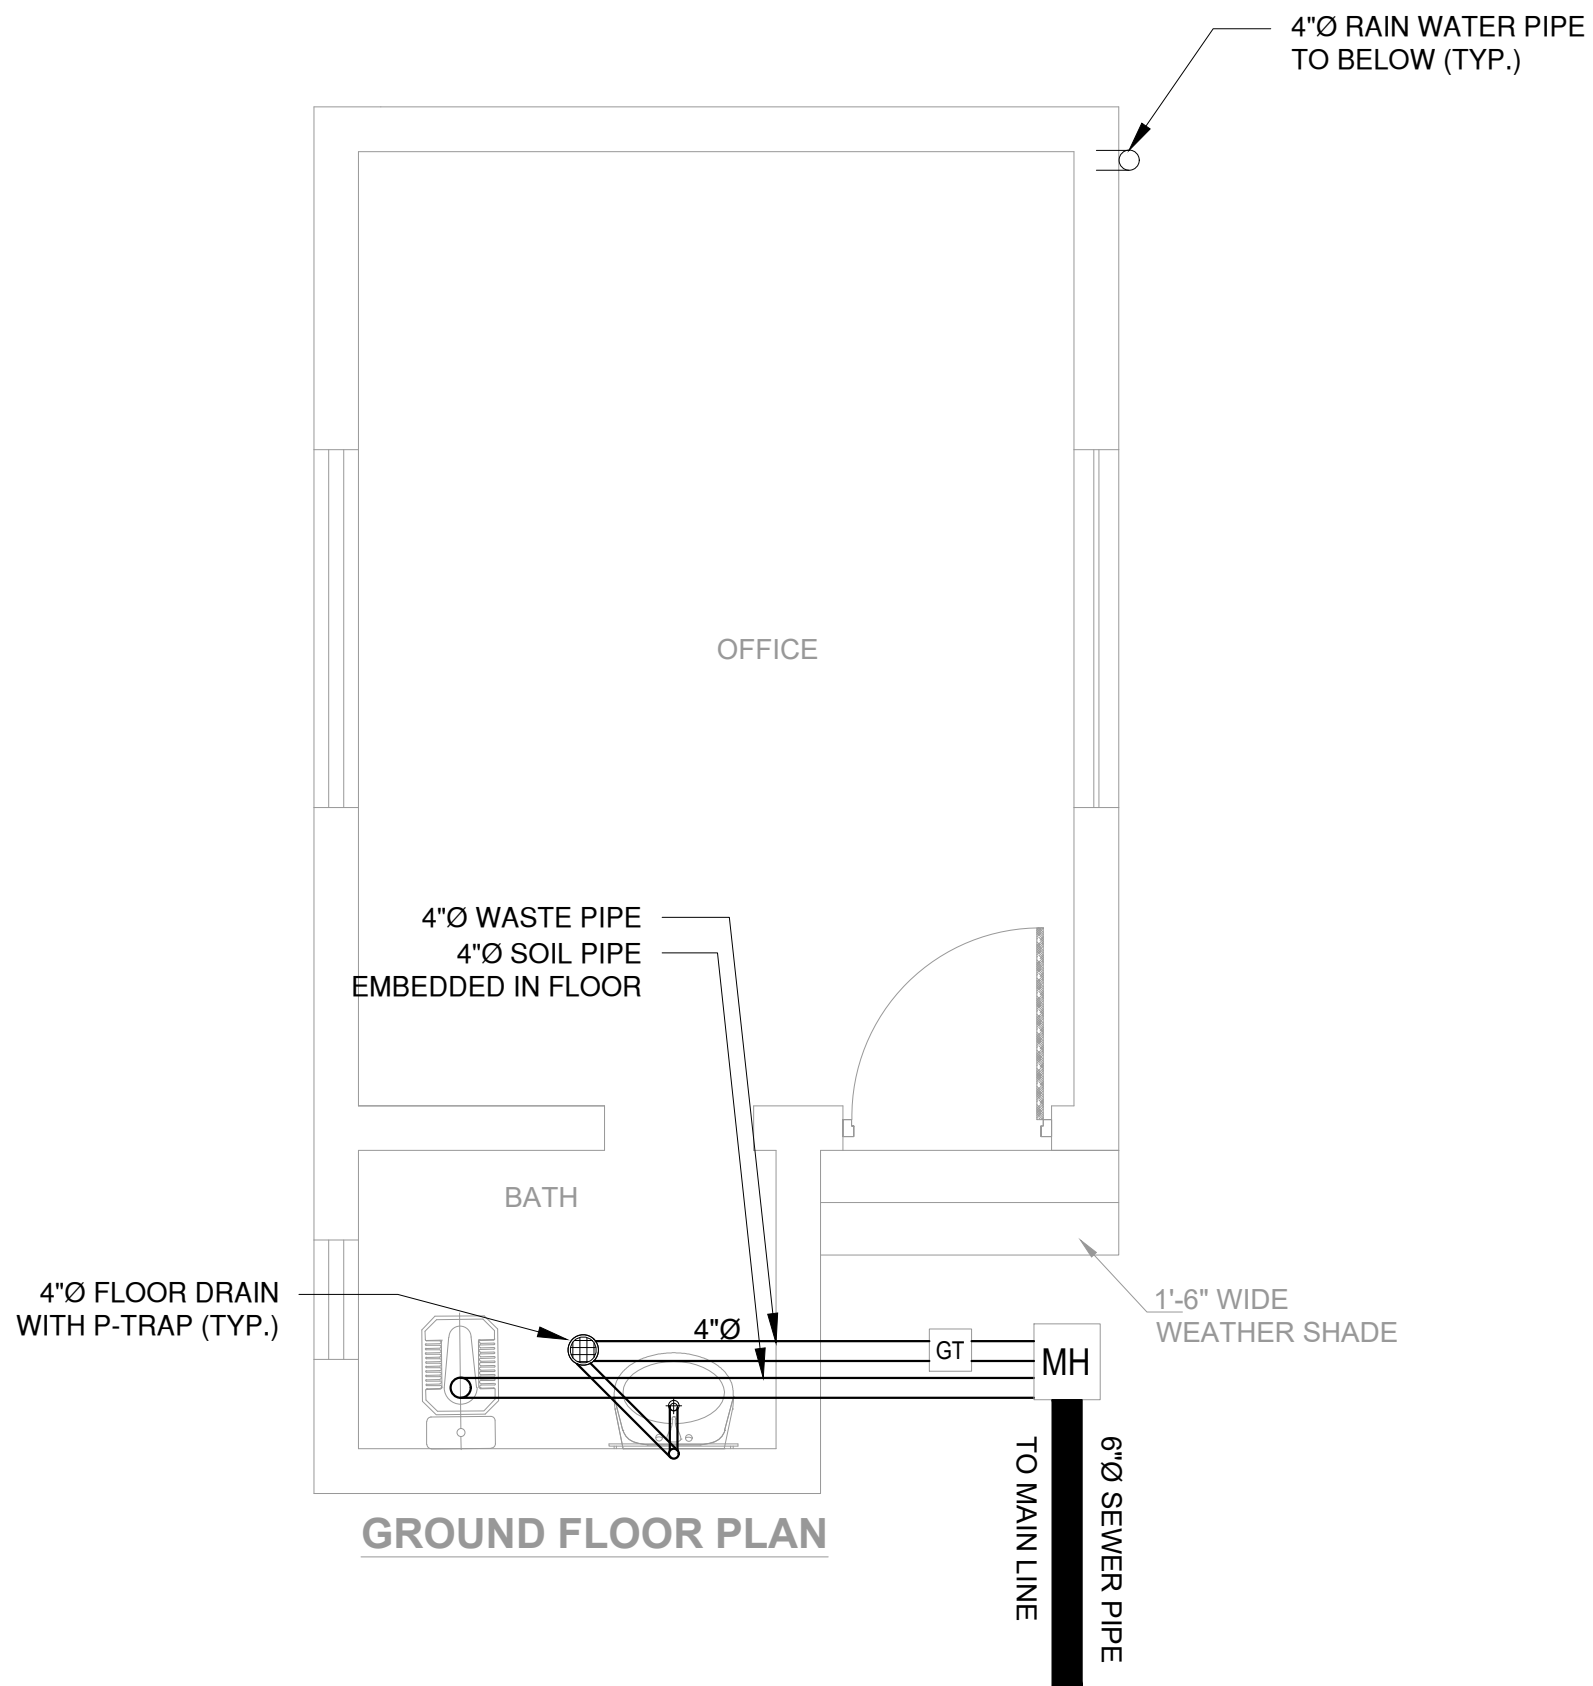 4"Ø RAIN WATER PIPE
TO BELOW (TYP.)
OFFICE
4"Ø WASTE PIPE
4"Ø SOIL PIPE
EMBEDDED IN FLOOR
BATH
4"Ø FLOOR DRAIN
WITH P-TRAP (TYP.)
4"Ø
GT
MH
1'-6" WIDE
WEATHER SHADE
6"Ø SEWER PIPE
TO MAIN LINE
GROUND FLOOR PLAN